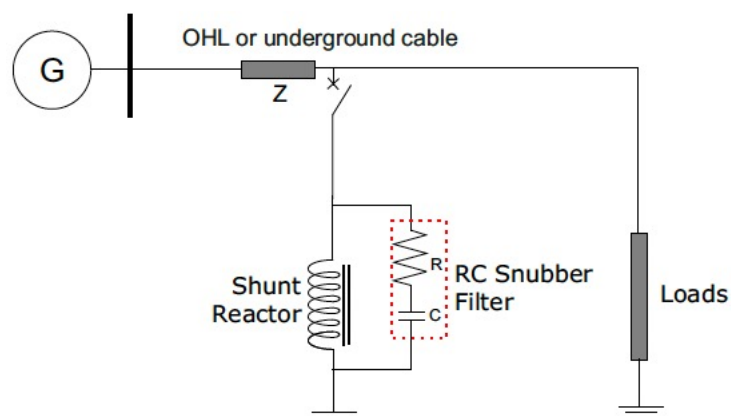 OHL or underground cable
G
Z
R
RC Snubber
Filter
C
Shunt
Reactor
Loads